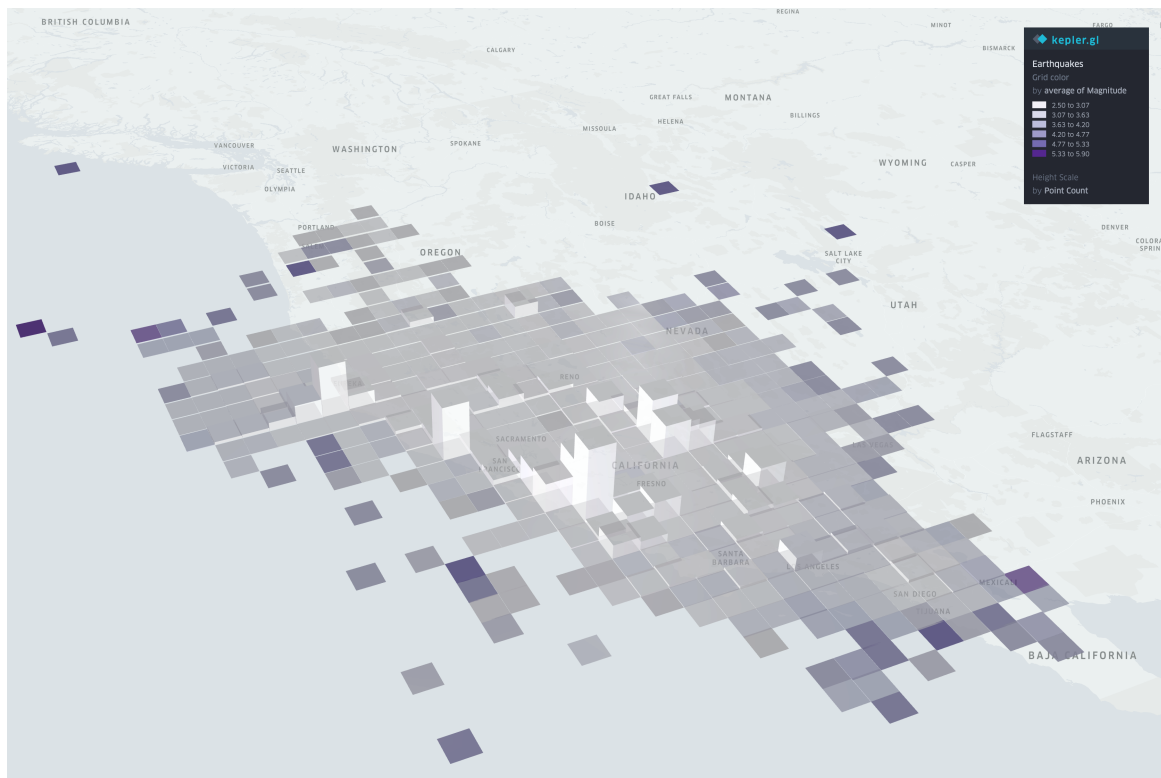 REGINA
BRITISH COLUMBIA
MINOT
FARGO
CALGARY
BISMARCK
kepler.gl
Earthquakes
Grid color
by average of Magnitude
2.50 to 3.07
3.07 to 3.63
3.63 to 4.20
4.20 to 4.77
4.77 to 5.33
5.33 to 5.90
Height Scale
by Point Count
GREAT FALLS
MONTANA
HELENA
BILLINGS
MISSOULA
VANCOUVER
WASHINGTON
SPOKANE
VICTORIA
SEATTLE
WYOMING
CASPER
OLYMPIA
IDAHO
PORTLAND
BOISE
DENVER
OREGON
SALT LAKE
CITY
COLORA
SPRIN
UTAH
NEVADA
RENO
SACRAMENTO
SAN
FRANCISCO
CALIFORNIA
FRESNO
LAS VEGAS
FLAGSTAFF
ARIZONA
PHOENIX
SANTA
BARBARA
LOS ANGELES
MEXICALI
SAN DIEGO
TIJUANA
BAJA CALIFORNIA